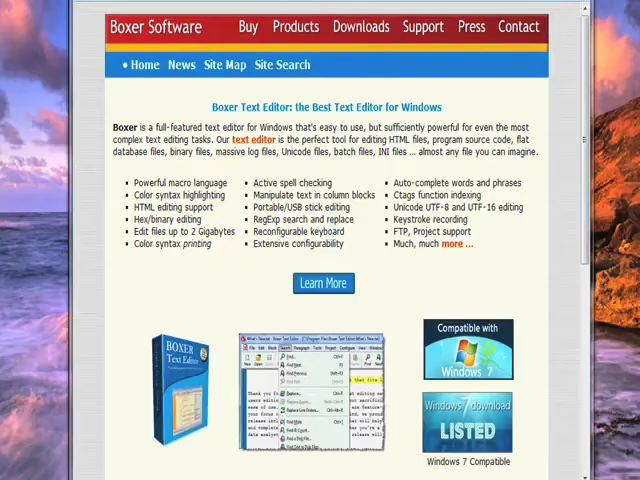 Boxer Software
Buy Products Downloads Support Press Contact
• Home News Site Map Site Search
Boxer Text Editor: the Best Text Editor for Windows
Boxer is a full-featured text editor for Windows that's easy to use, but sufficiently powerful for even the most
complex text editing tasks. Our text editor is the perfect tool for editing HTML files, program source code, flat
database files, binary files, massive log files, Unicode files, batch files, INI files ... almost any file you can imagine.
Powerful macro language
Color syntax highlighting
HTML editing support
Hex/binary editing
Edit files up to 2 Gigabytes
Color syntax printing
Active spell checking
Manipulate text in column blocks
Portable/USB stick editing
RegExp search and replace
Reconfigurable keyboard
Extensive configurability
Auto-complete words and phrases
Ctags function indexing
Unicode UTF-8 and UTF-16 editing
Keystroke recording
FTP, Project support
Much, much more ...
Learn More
BOXER
Text Editor
Compatible with
Windows 7
Windows 7 download
LISTED
Windows 7 Compatible